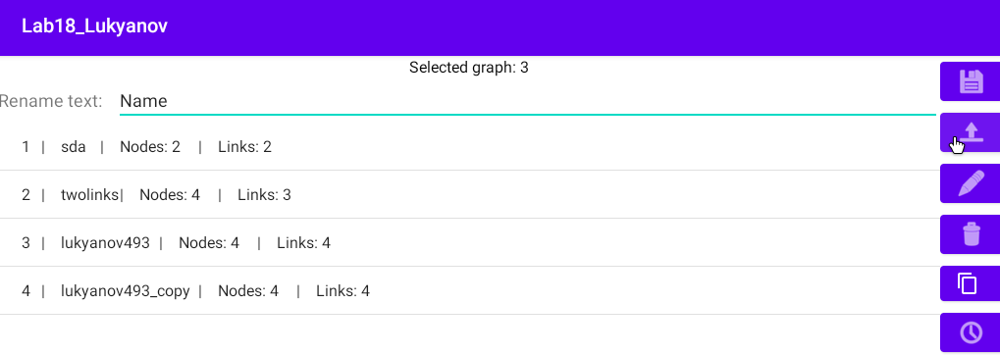 Lab18_Lukyanov
Selected graph: 3
Rename text: Name
1 | sda | Nodes: 2 | Links: 2
2 | twolinks| Nodes: 4 | Links: 3
3 | lukyanov493 | Nodes: 4 | Links: 4
4 | lukyanov493_copy | Nodes: 4 | Links: 4